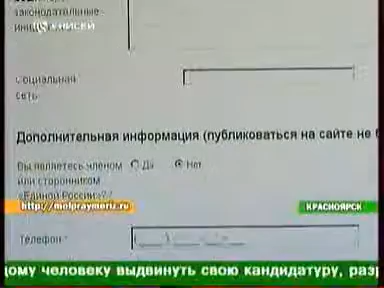 законодательные
ЕНИСЕЙ
Социальная
сеть
Дополнительная информация (публиковаться на сайте не
Вы являетесь членом
или сторонником
«Единой России»?
Да
Нет
http://molpraymeriz.ru
КРАСНОЯРСК
Телефон
дому человеку выдвинуть свою кандидатуру, раз